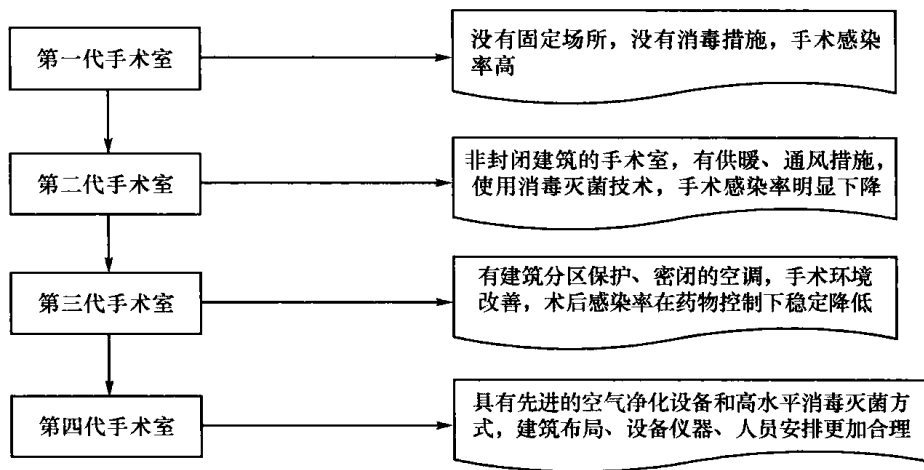 第一代手术室
没有固定场所，没有消毒措施，手术感染
率高
第二代手术室
非封闭建筑的手术室，有供暖、通风措施，
使用消毒灭菌技术，手术感染率明显下降
第三代手术室
有建筑分区保护、密闭的空调，手术环境
改善，术后感染率在药物控制下稳定降低
第四代手术室
具有先进的空气净化设备和高水平消毒灭菌方
式，建筑布局、设备仪器、人员安排更加合理